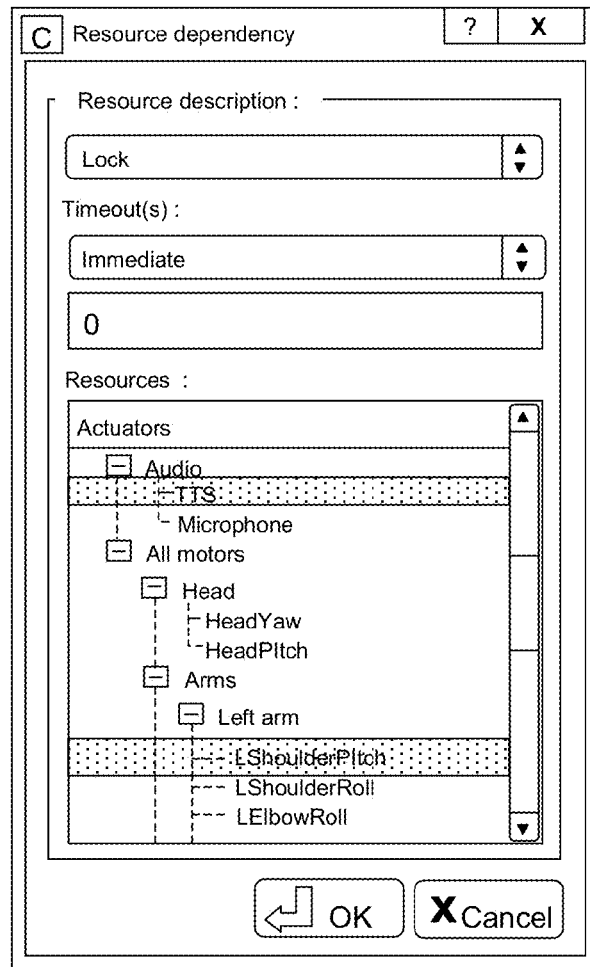 C Resource dependency ? X
Resource description :
Lock
Timeout(s) :
Immediate
0
Resources :
Actuators
Audio
TTS
Microphone
All motors
Head
HeadYaw
HeadPItch
Arms
Left arm
LShoulderPItch
LShoulderRoll
LElbowRoll
OK X Cancel